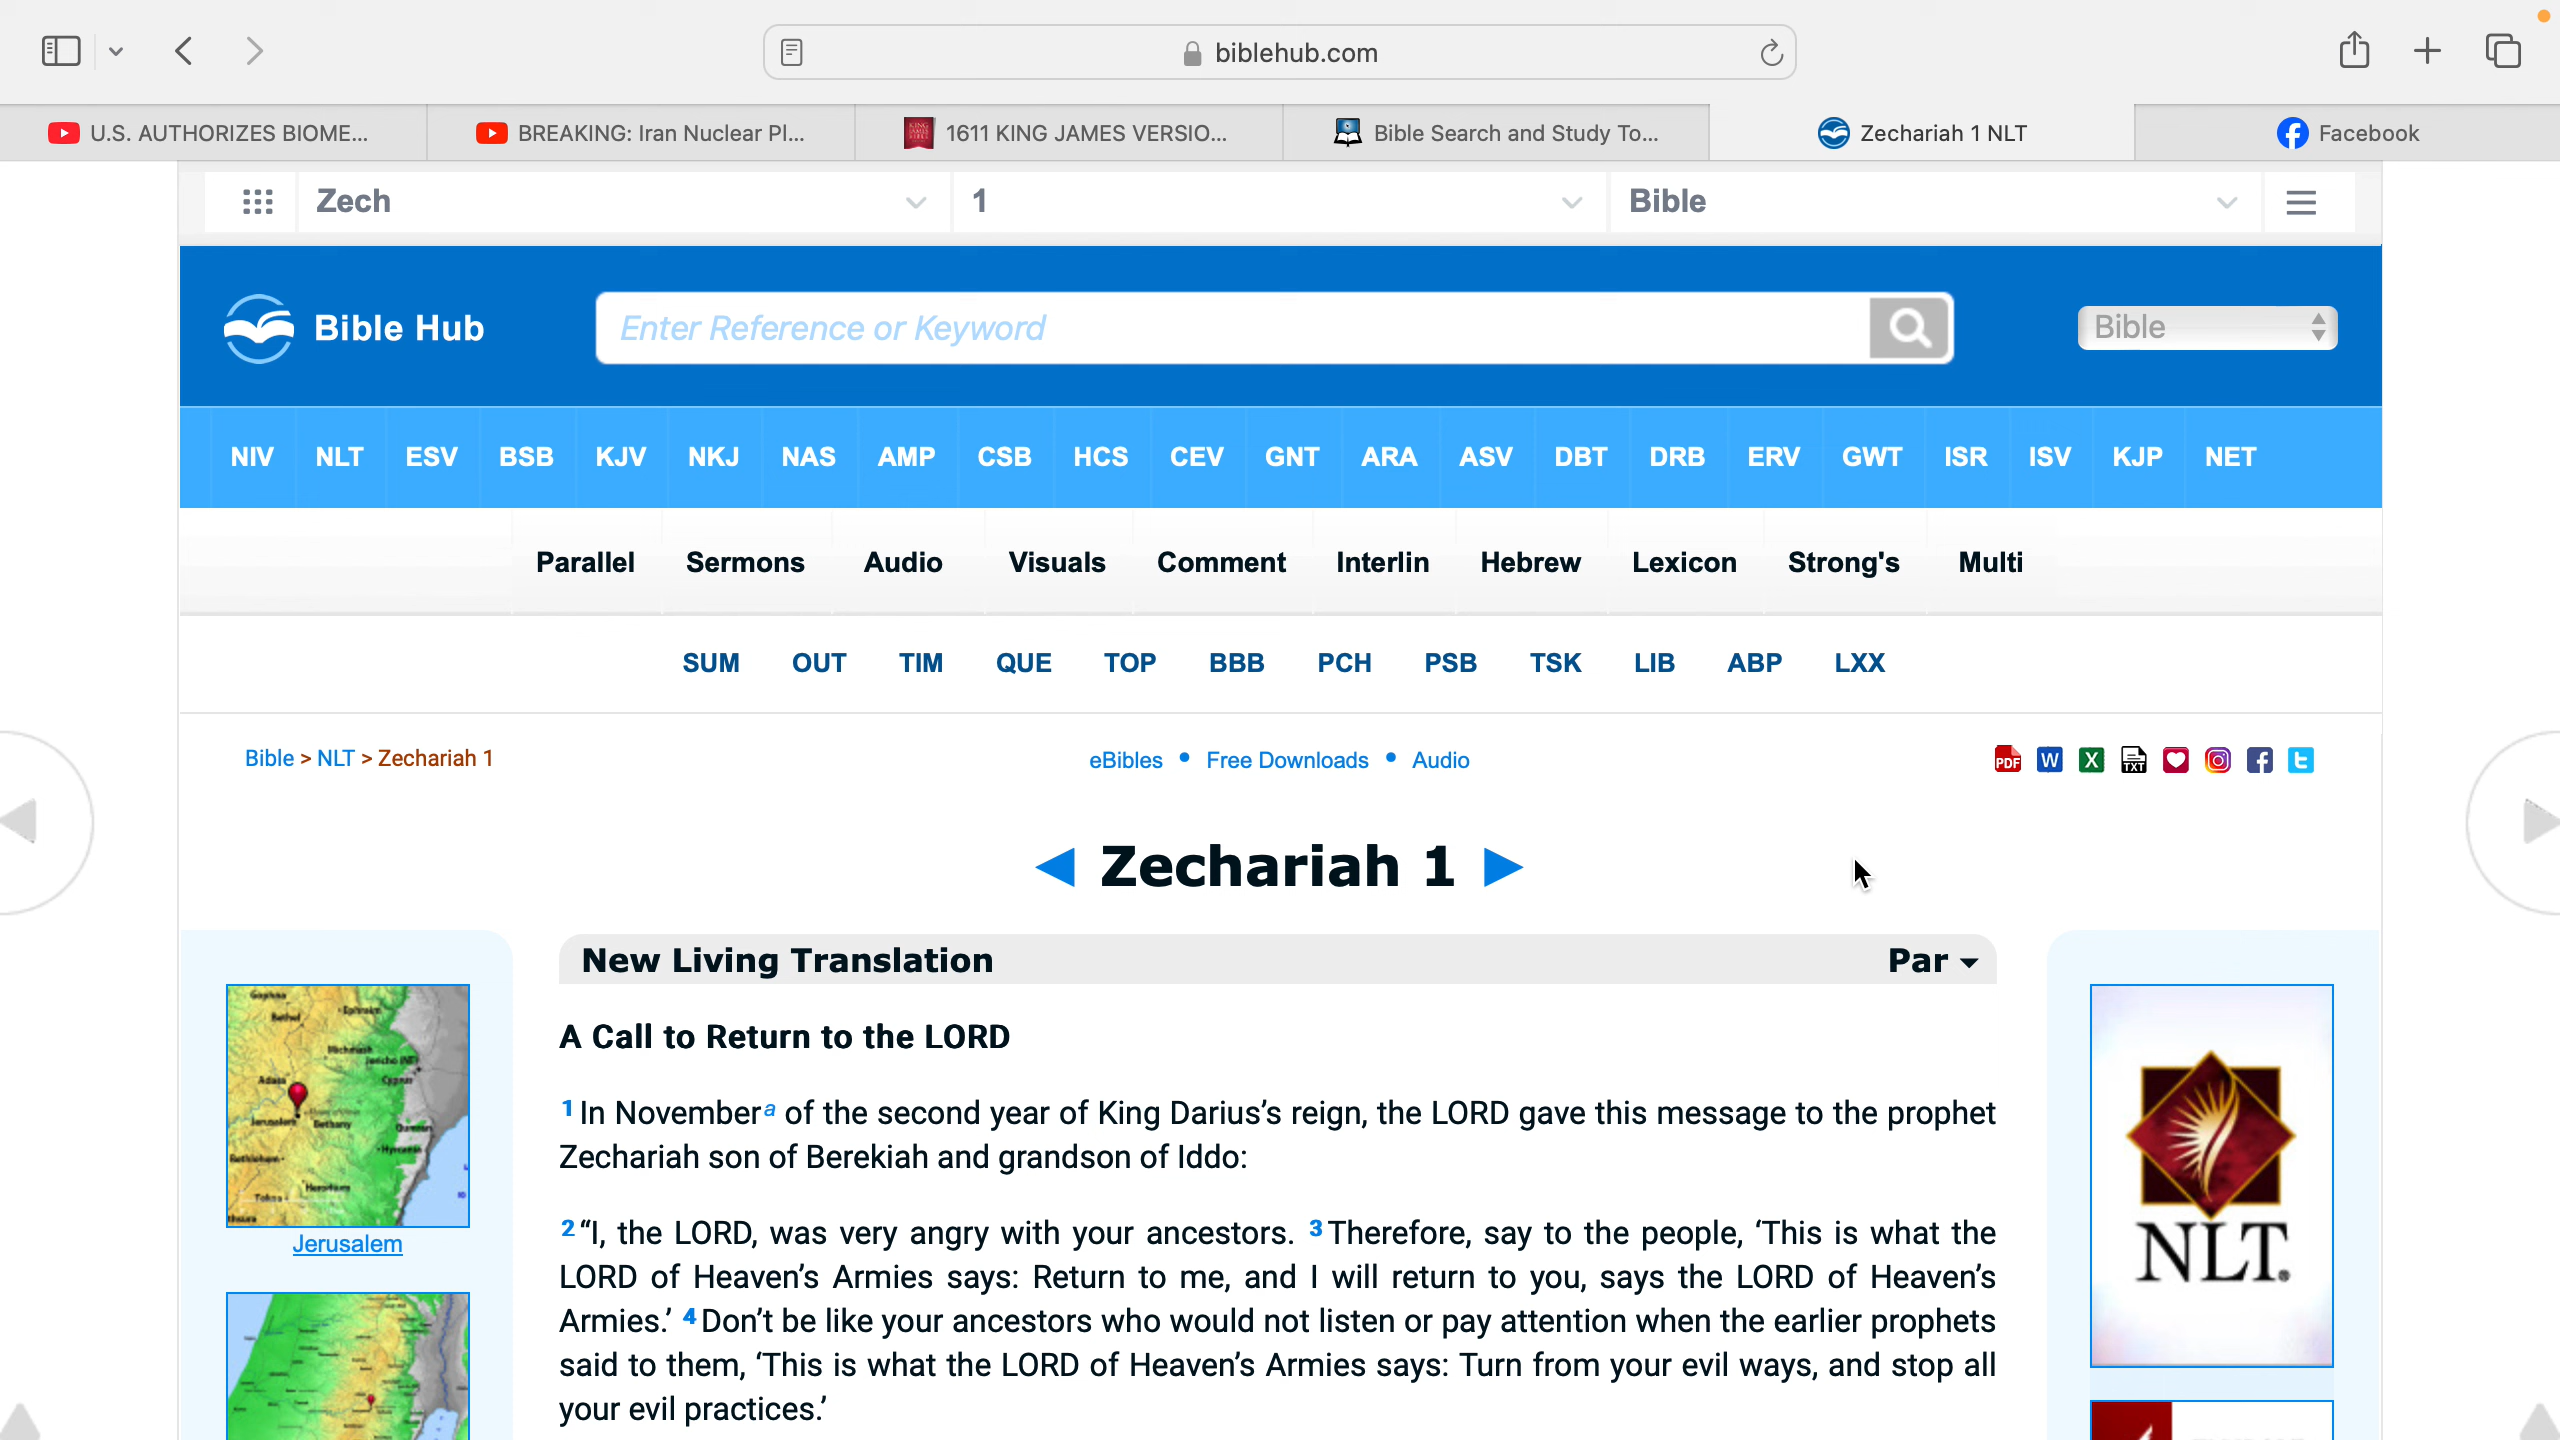 biblehub.com
U.S. AUTHORIZES BIOME...
BREAKING: Iran Nuclear Pl...
1611 KING JAMES VERSIO...
Bible Search and Study To...
Zechariah 1 NLT
Facebook
Zech
1
Bible
Bible Hub
Enter Reference or Keyword
Bible
NIV NLT ESV BSB KJV NKJ NAS AMP CSB HCS CEV GNT ARA ASV DBT DRB ERV GWT ISR ISV KJP NET
Parallel Sermons Audio Visuals Comment Interlin Hebrew Lexicon Strong's Multi
SUM OUT TIM QUE TOP BBB PCH PSB TSK LIB ABP LXX
Bible > NLT > Zechariah 1
eBibles • Free Downloads • Audio
PDF W X TXT
◄ Zechariah 1 ►
New Living Translation
Par
A Call to Return to the LORD
1 In November a of the second year of King Darius’s reign, the LORD gave this message to the prophet
Zechariah son of Berekiah and grandson of Iddo:
2 “I, the LORD, was very angry with your ancestors. 3 Therefore, say to the people, ‘This is what the
LORD of Heaven’s Armies says: Return to me, and I will return to you, says the LORD of Heaven’s
Armies.’ 4 Don’t be like your ancestors who would not listen or pay attention when the earlier prophets
said to them, ‘This is what the LORD of Heaven’s Armies says: Turn from your evil ways, and stop all
your evil practices.’
Bethel
Ephraim
Michmash
Adasa
Jerusalem
Bethany
Jerusalem
NLT